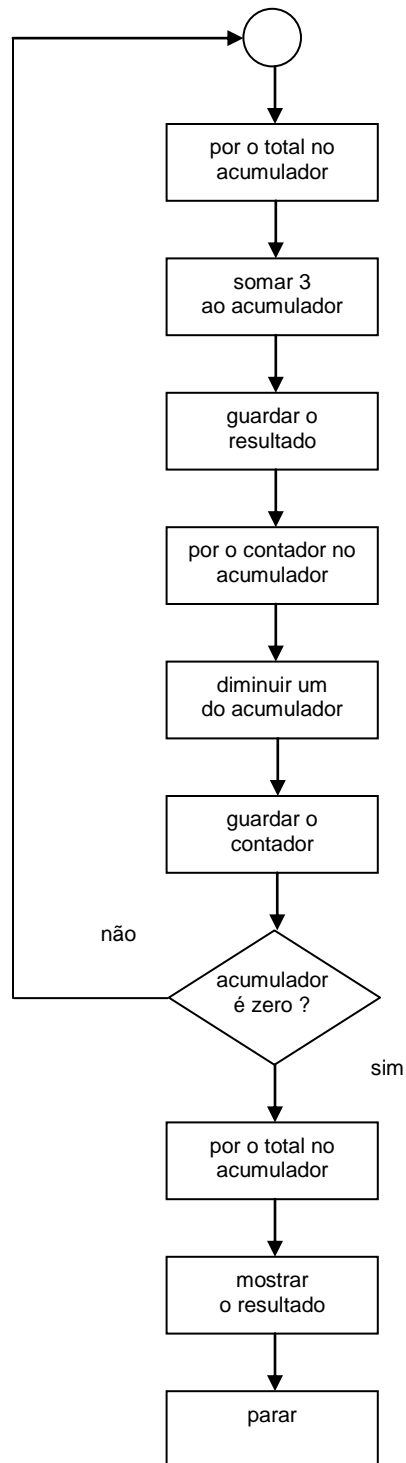 por o total no
acumulador
somar 3
ao acumulador
guardar o
resultado
por o contador no
acumulador
diminuir um
do acumulador
guardar o
contador
não
acumulador
é zero ?
sim
por o total no
acumulador
mostrar
o resultado
parar